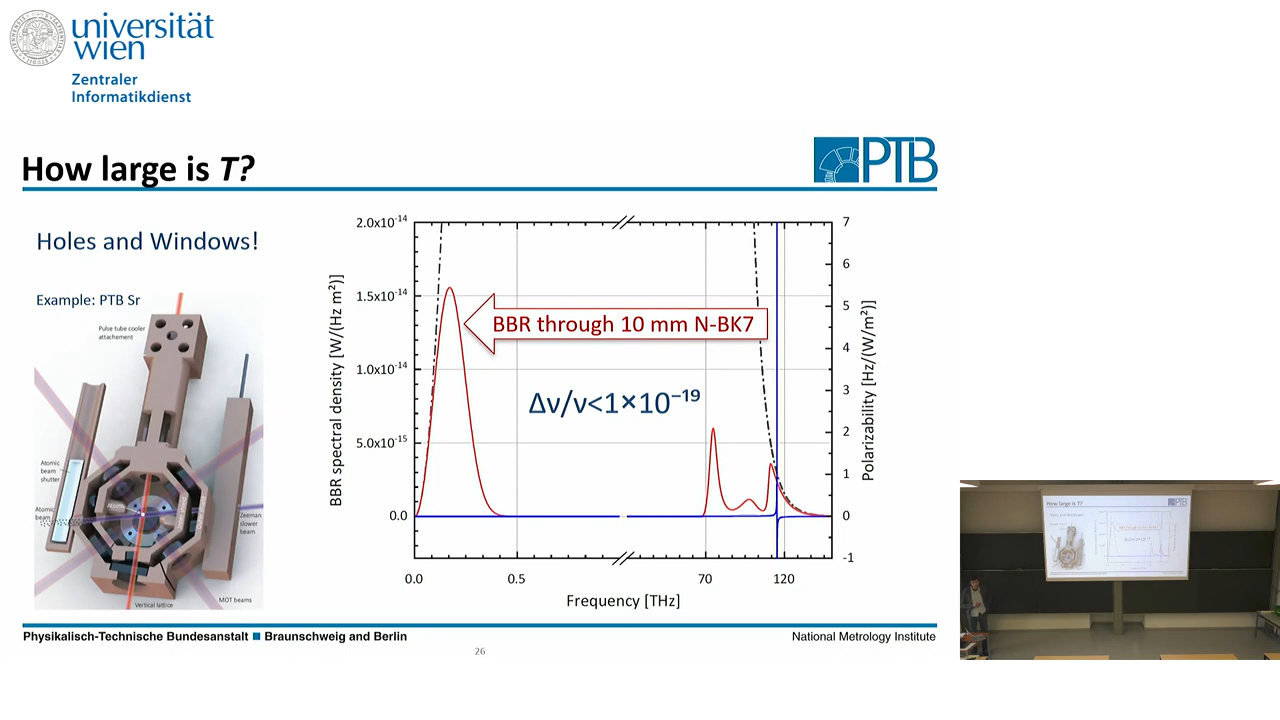 universität
wien
Zentraler
Informatikdienst
How large is T?
PTB
Holes and Windows!
Example: PTB Sr
Pulse tube cooler
attachement
Atomic
beam
shutter
Atomic
beam
Zeeman
slower
beam
MOT beams
Vertical lattice
2.0x10⁻¹⁴
1.5x10⁻¹⁴
1.0x10⁻¹⁴
5.0x10⁻¹⁵
0.0
BBR spectral density [W/(Hz m²)]
BBR through 10 mm N-BK7
Δν/ν<1×10⁻¹⁹
7
6
5
4
3
2
1
0
-1
Polarizability [Hz/(W/m²)]
0.0 0.5 70 120
Frequency [THz]
Physikalisch-Technische Bundesanstalt ■ Braunschweig and Berlin
National Metrology Institute
26
How large is T?
PTB